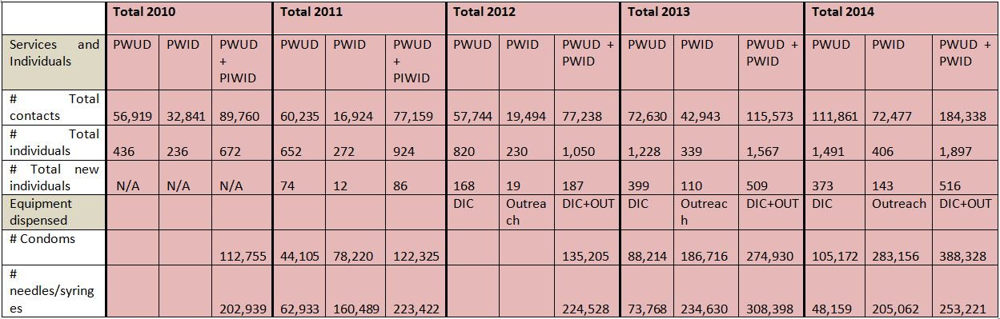 Total 2010 Total 2011 Total 2012 Total 2013 Total 2014
Services and Individuals PWUD PWID PWUD + PIWID PWUD PWID PWUD + PIWID PWUD PWID PWUD + PWID PWUD PWID PWUD + PWID PWUD PWID PWUD + PWID
# Total contacts 56,919 32,841 89,760 60,235 16,924 77,159 57,744 19,494 77,238 72,630 42,943 115,573 111,861 72,477 184,338
# Total individuals 436 236 672 652 272 924 820 230 1,050 1,228 339 1,567 1,491 406 1,897
# Total new individuals N/A N/A N/A 74 12 86 168 19 187 399 110 509 373 143 516
Equipment dispensed DIC Outreach DIC+OUT DIC Outreach DIC+OUT DIC Outreach DIC+OUT
# Condoms 112,755 44,105 78,220 122,325 135,205 88,214 186,716 274,930 105,172 283,156 388,328
# needles/syringes 202,939 62,933 160,489 223,422 224,528 73,768 234,630 308,398 48,159 205,062 253,221